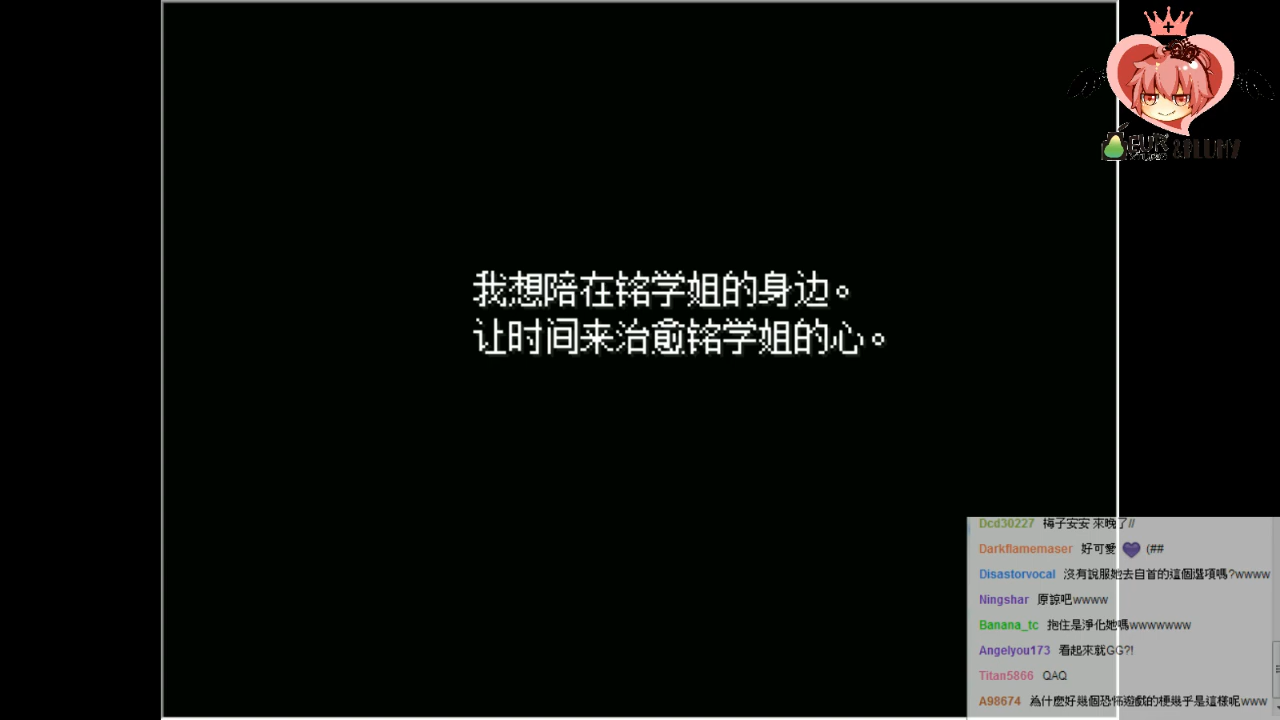 我想陪在铭学姐的身边。
让时间来治愈铭学姐的心。
Dcd30227 梅子安安 來晚了//
Darkflamemaser 好可愛 (##
Disastorvocal 沒有說服她去自首的這個選項嗎?wwww
Ningshar 原諒吧wwww
Banana_tc 抱住是淨化她嗎wwwwwww
Angelyou173 看起來就GG?!
Titan5866 QAQ
A98674 為什麼好幾個恐怖遊戲的梗幾乎是這樣呢www